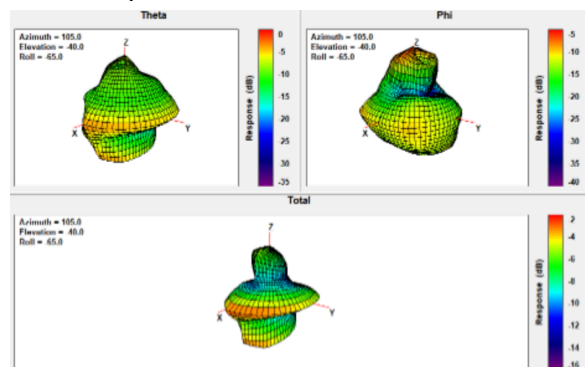 Theta
Azimuth = 105.0
Elevation = -40.0
Roll = -65.0
Z
X
Y
0
-5
-10
-15
-20
25
30
-35
Response (dB)
Phi
Azimuth = 105.0
Elevation = -40.0
Roll = -65.0
Z
X
Y
-5
-10
-15
-20
-25
30
35
-40
Response (dB)
Total
Azimuth = 105.0
Elevation = -40.0
Roll = -65.0
Z
X
Y
2
-4
-6
-8
-10
-12
-14
-16
Response (dB)